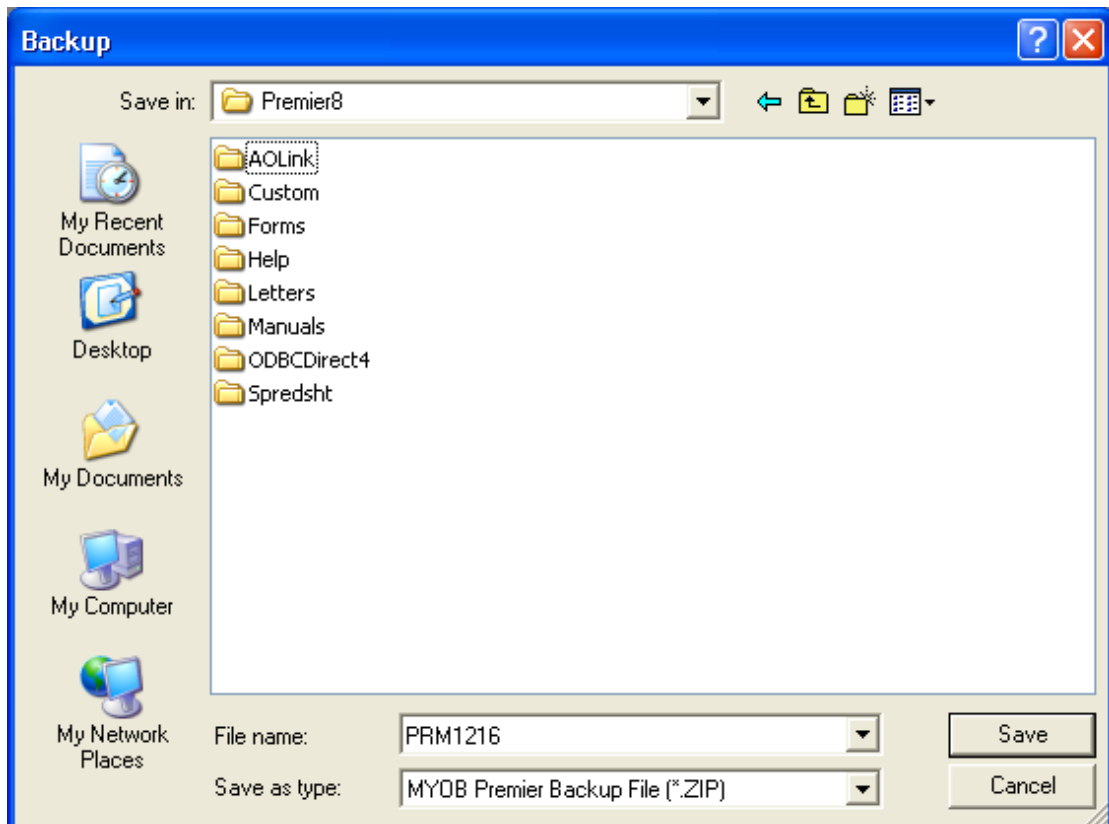 Backup
Save in: Premier8
AOLink
Custom
Forms
Help
Letters
Manuals
ODBCDirect4
Spredsht
My Recent
Documents
Desktop
My Documents
My Computer
My Network
Places
File name: PRM1216 Save
Save as type: MYOB Premier Backup File (*.ZIP) Cancel